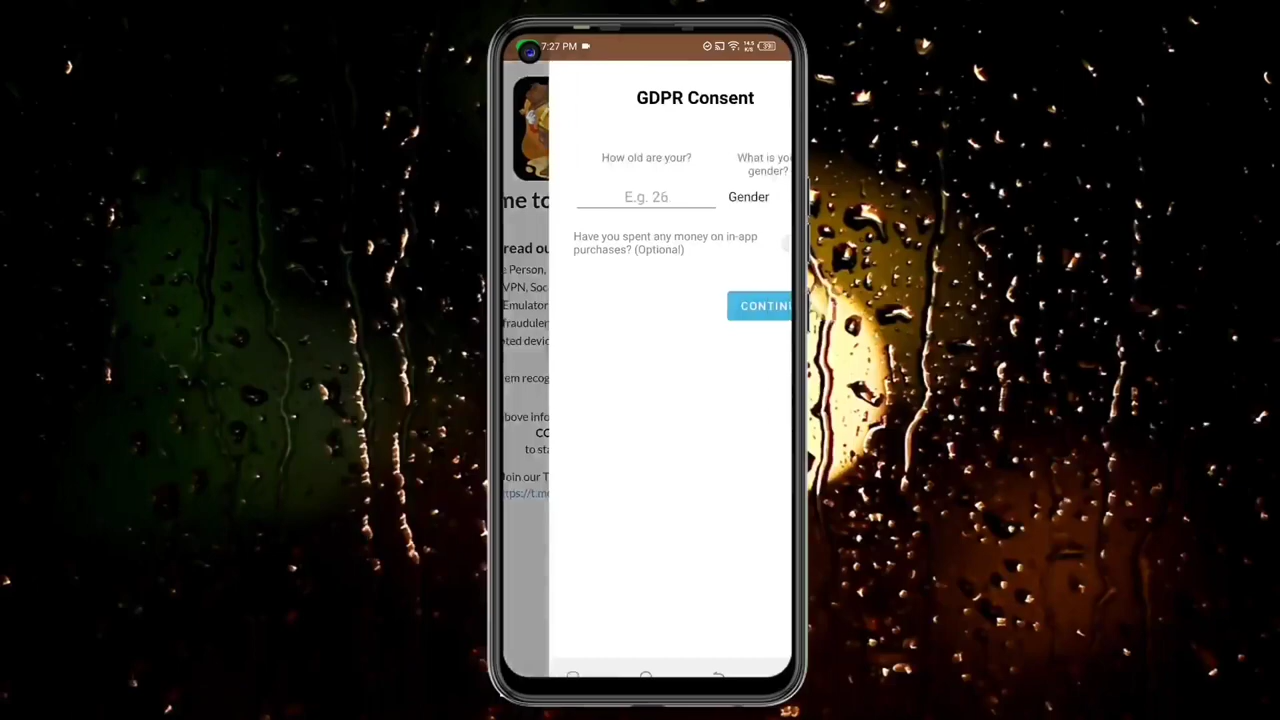 7:27 PM
14.5
K/S
GDPR Consent
How old are your?
What is you
gender?
E.g. 26
Gender
Have you spent any money on in-app
purchases? (Optional)
CONTINU
me to
read ou
e Person,
VPN, Soc
Emulator
fraudulen
ted devic
em recog
bove info
CO
to sta
Join our T
ttps://t.me